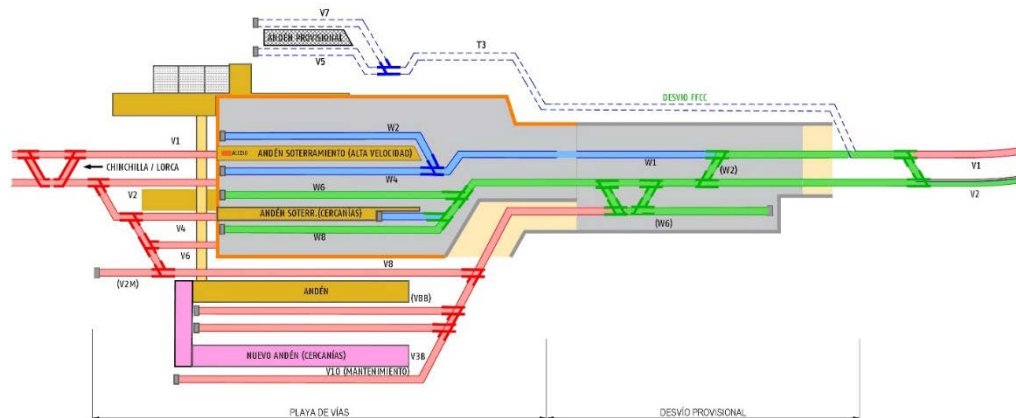 V7
ANDÉN PROVISIONAL
V5
T3
DESVIO FFCC
W2
V1
ACCESO
ANDÉN SOTERRAMIENTO (ALTA VELOCIDAD)
CHINCHILLA / LORCA
W4
W1
(W2)
V1
V2
W6
V2
ANDÉN SOTERR.(CERCANÍAS)
V4
W8
(W6)
V6
V8
(V2M)
ANDÉN
(V8B)
NUEVO ANDÉN (CERCANÍAS)
V3B
V10 (MANTENIMIENTO)
PLAYA DE VÍAS
DESVÍO PROVISIONAL